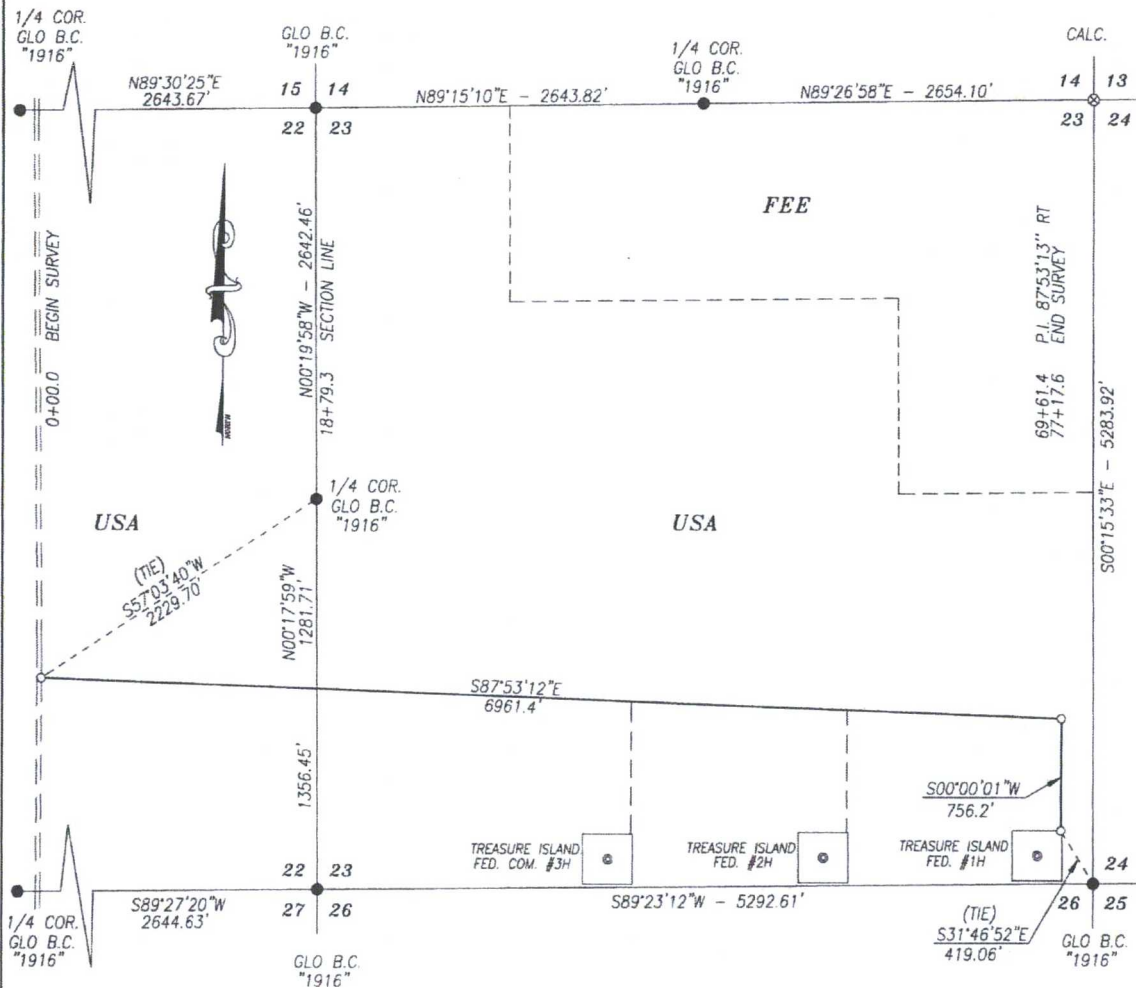 1/4 COR.
GLO B.C.
"1916"
GLO B.C.
"1916"
1/4 COR.
GLO B.C.
"1916"
CALC.
N89°30'25"E
2643.67'
15 14
22 23
N89°15'10"E - 2643.82'
N89°26'58"E - 2654.10'
14 13
23 24
0+00.0 BEGIN SURVEY
NORTH
N00°19'58"W - 2642.46'
18+79.3 SECTION LINE
FEE
69+61.4 P.I. 87°53'13" RT
77+17.6 END SURVEY
S00°15'33"E - 5283.92'
1/4 COR.
GLO B.C.
"1916"
USA
USA
(TIE)
S57°03'40"W
2229.70'
N00°17'59"W
1281.71'
S87°53'12"E
6961.4'
1356.45'
S00°00'01"W
756.2'
TREASURE ISLAND
FED. COM. #3H
TREASURE ISLAND
FED. #2H
TREASURE ISLAND
FED. #1H
22 23
27 26
24
26 25
S89°27'20"W
2644.63'
S89°23'12"W - 5292.61'
(TIE)
S31°46'52"E
419.06'
1/4 COR.
GLO B.C.
"1916"
GLO B.C.
"1916"
GLO B.C.
"1916"